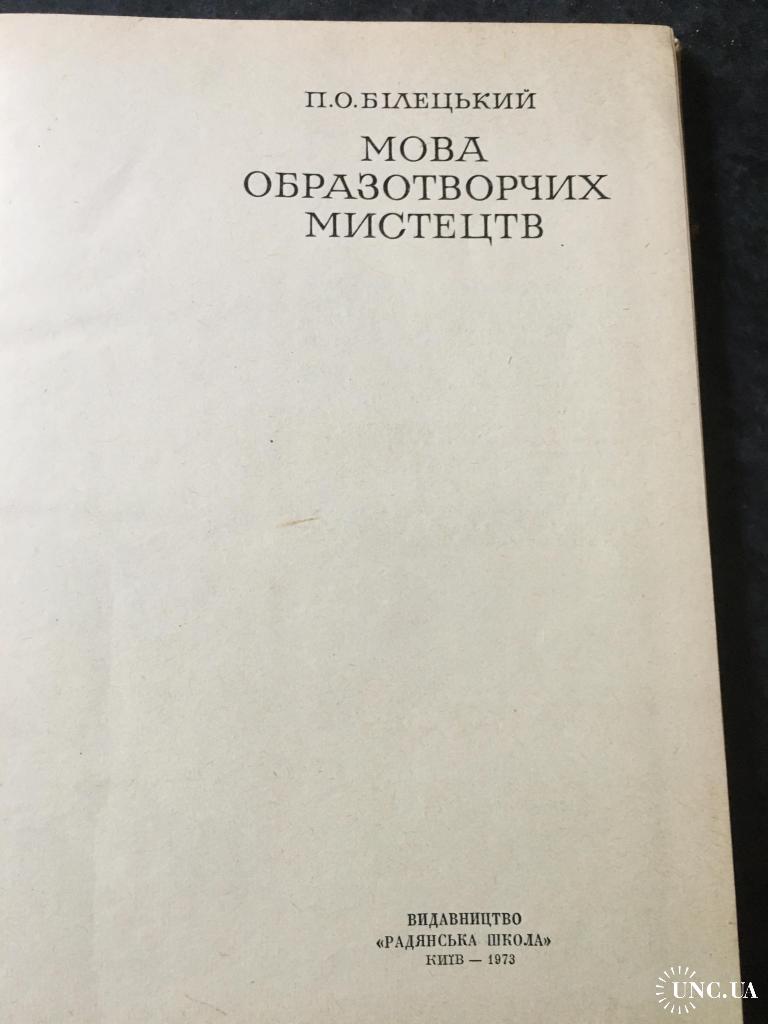 П.О.БІЛЕЦЬКИЙ
МОВА
ОБРАЗОТВОРЧИХ
МИСТЕЦТВ
ВИДАВНИЦТВО
«РАДЯНСЬКА ШКОЛА»
КИЇВ — 1973
UNC.UA